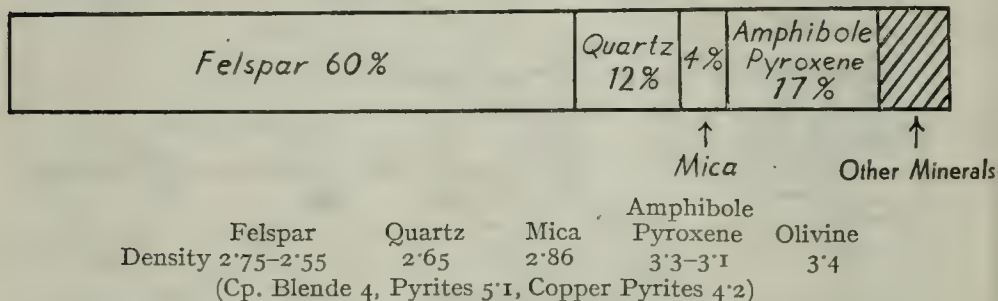 Felspar 60%
Quartz
12%
4%
Amphibole
Pyroxene
17%
Mica
Other Minerals
Amphibole
Felspar Quartz Mica Pyroxene Olivine
Density 2·75–2·55 2·65 2·86 3·3–3·1 3·4
(Cp. Blende 4, Pyrites 5·1, Copper Pyrites 4·2)